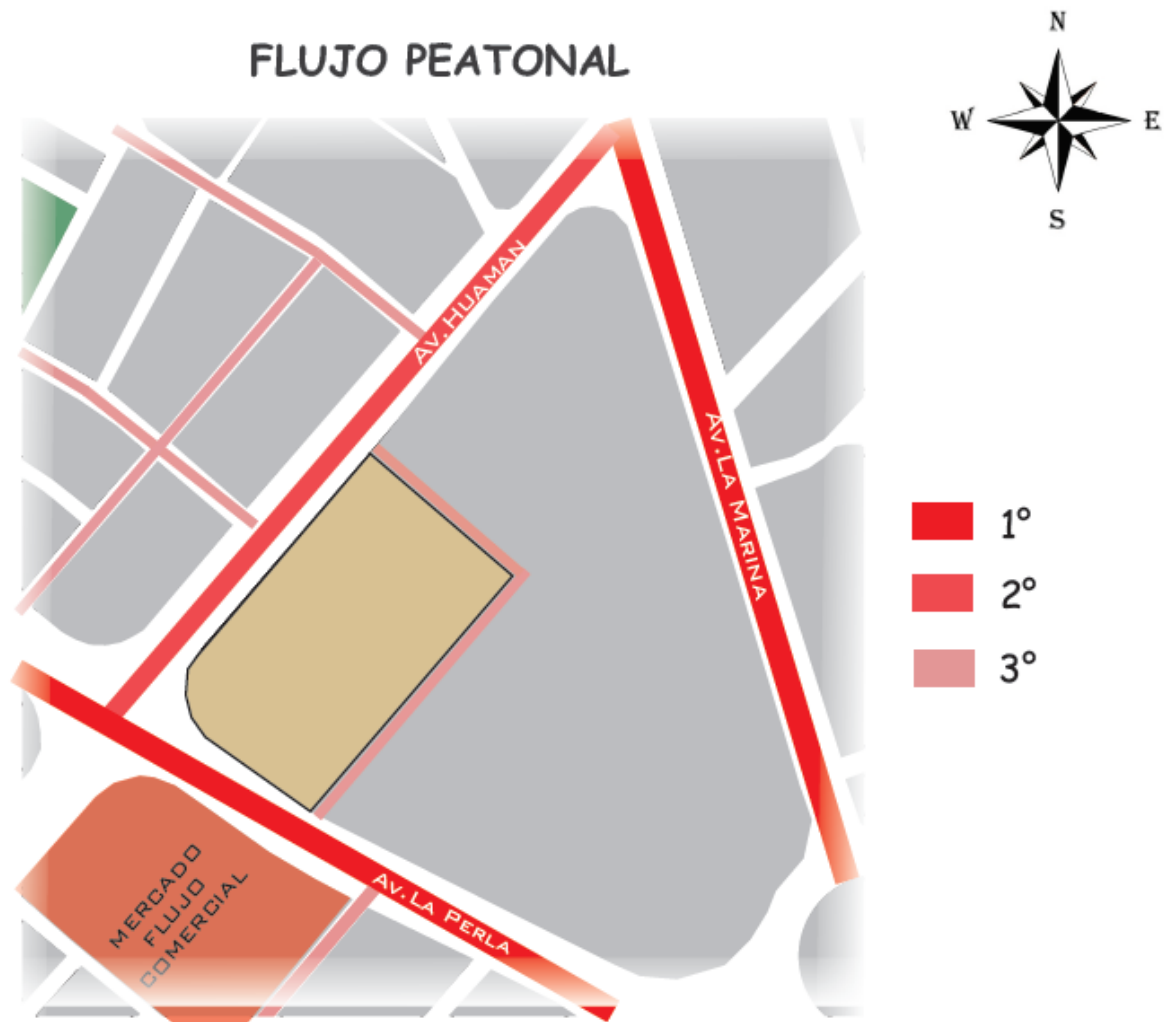 FLUJO PEATONAL
N
W
E
S
AV. HUAMAN
AV. LA MARINA
1°
2°
3°
MERCADO
FLUJO
COMERCIAL
AV. LA PERLA